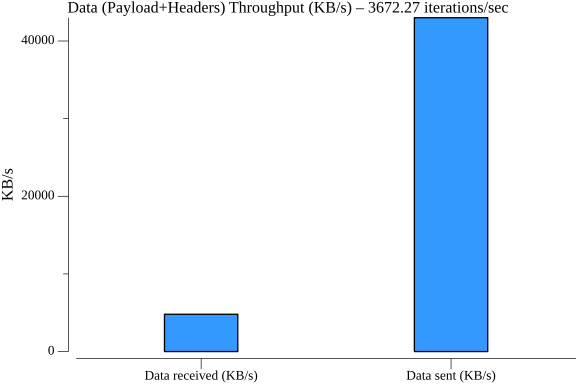 Data (Payload+Headers) Throughput (KB/s) – 3672.27 iterations/sec
40000
20000
0
KB/s
Data received (KB/s)
Data sent (KB/s)